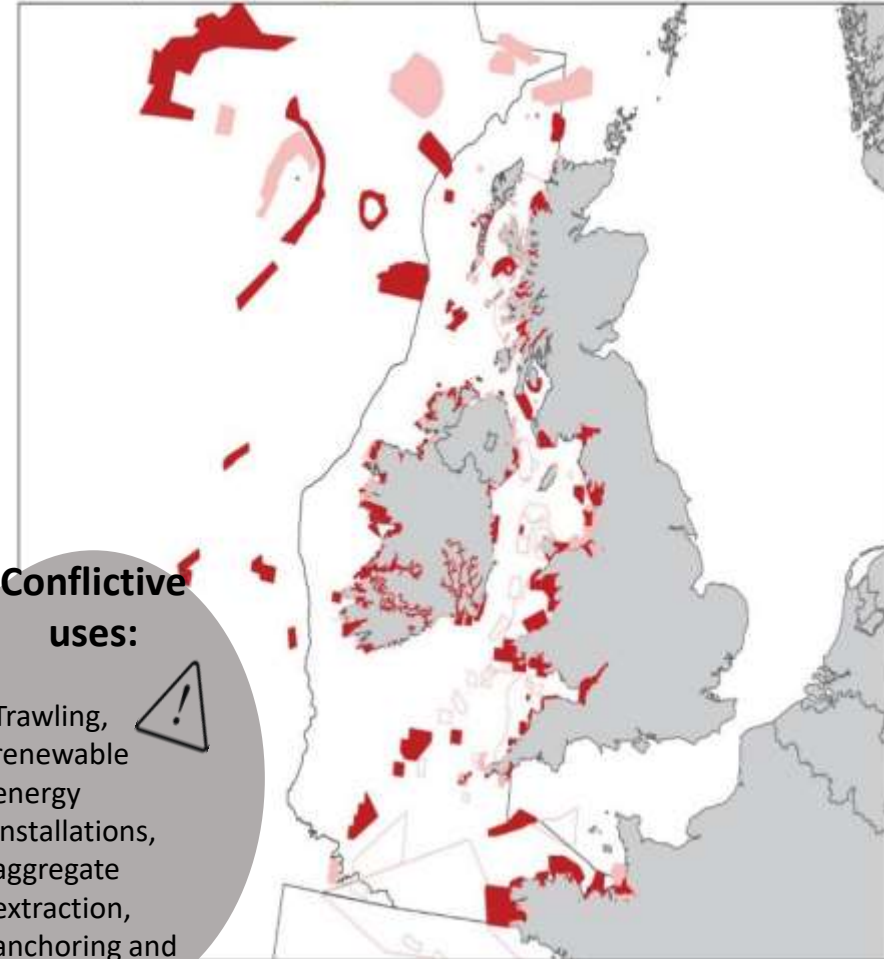 Conflictive
uses:
Trawling,
renewable
energy
installations,
aggregate
extraction,
anchoring and